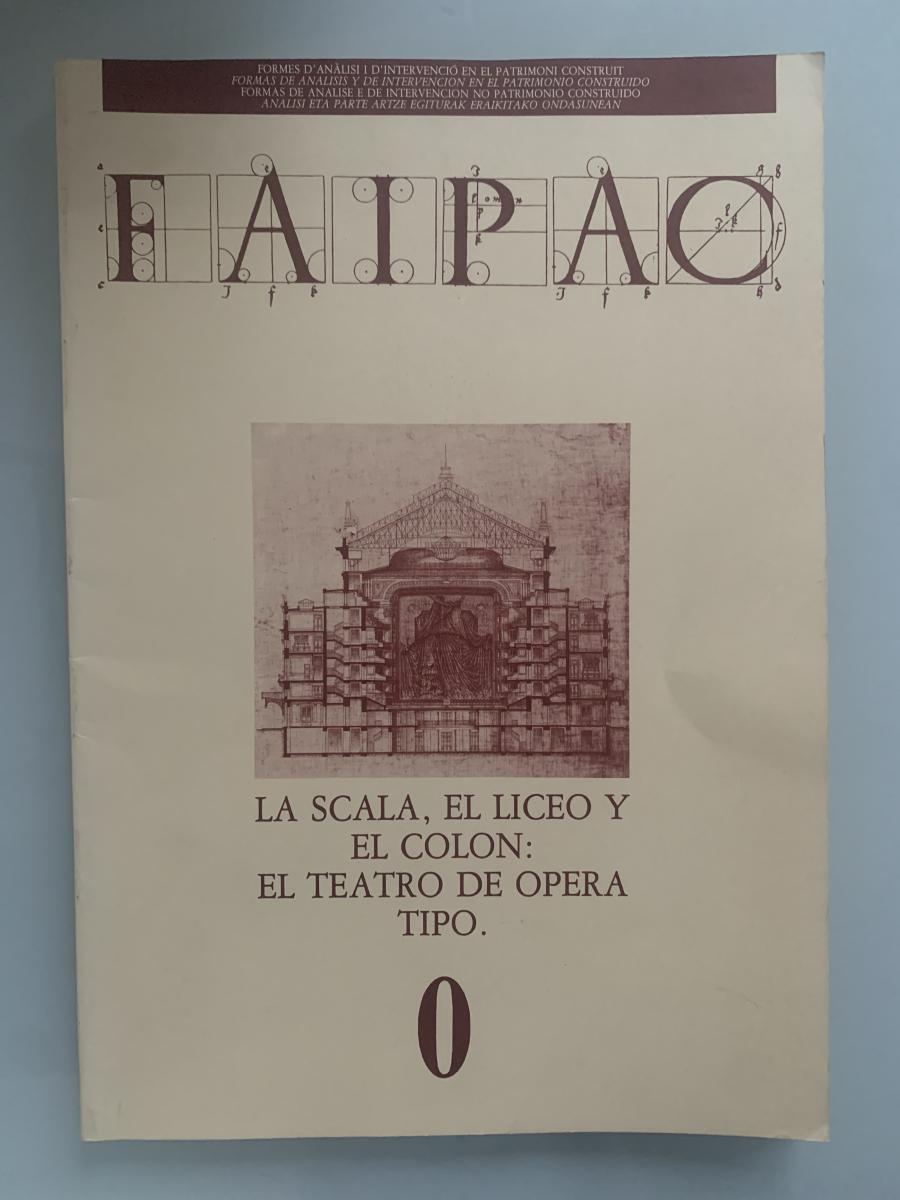 FORMES D'ANÀLISI I D'INTERVENCIÓ EN EL PATRIMONI CONSTRUIT
FORMAS DE ANALISIS Y DE INTERVENCION EN EL PATRIMONIO CONSTRUIDO
FORMAS DE ANALISE E DE INTERVENCION NO PATRIMONIO CONSTRUIDO
ANALISI ETA PARTE ARTZE EGITURAK ERAIKITAKO ONDASUNEAN
FAIPAC
LA SCALA, EL LICEO Y
EL COLON:
EL TEATRO DE OPERA
TIPO.
0